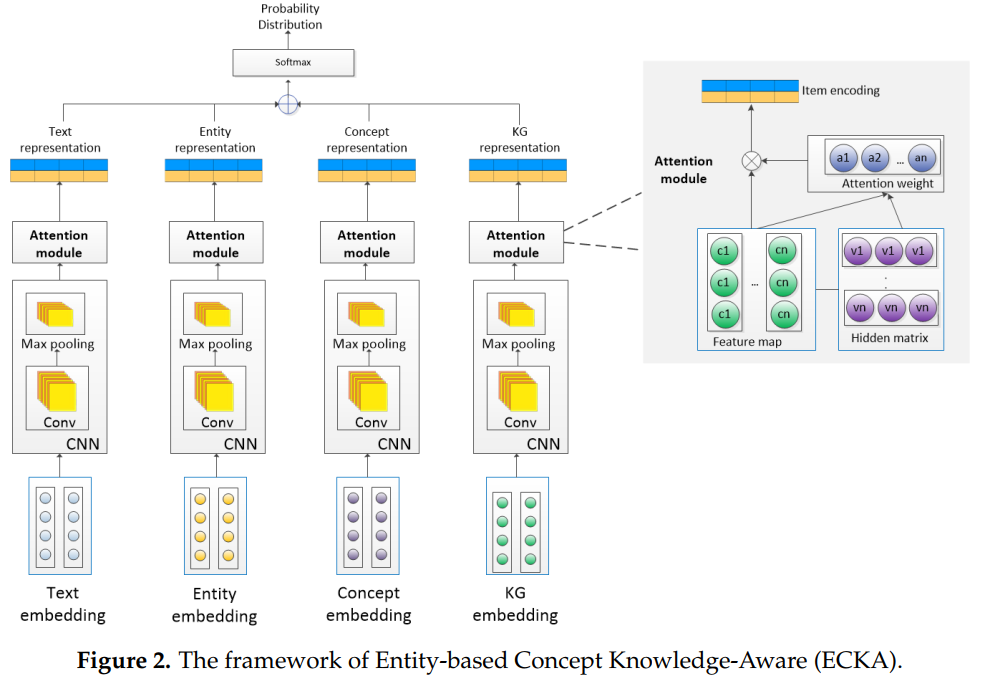 Probability
Distribution
Softmax
Text
representation
Entity
representation
Concept
representation
KG
representation
Attention
module
Attention
module
Attention
module
Attention
module
Max pooling
Max pooling
Max pooling
Max pooling
Conv
Conv
Conv
Conv
CNN
CNN
CNN
CNN
Text
embedding
Entity
embedding
Concept
embedding
KG
embedding
Item encoding
Attention
module
a1 a2 ... an
Attention weight
c1 cn
c1 ... cn
c1 cn
Feature map
v1 v1 v1
:
vn vn vn
Hidden matrix
Figure 2. The framework of Entity-based Concept Knowledge-Aware (ECKA).